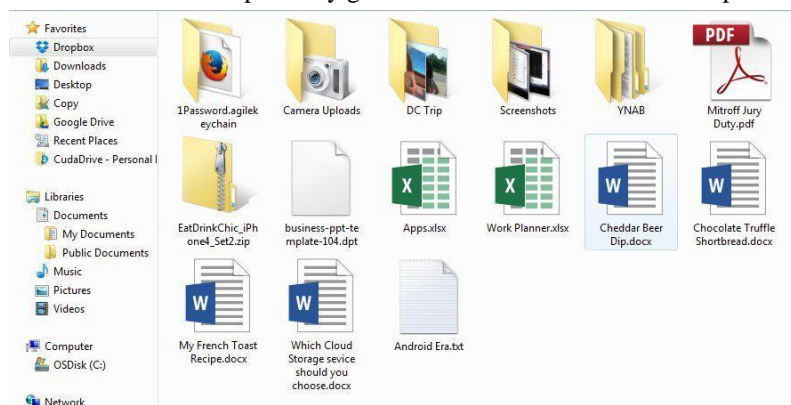 Favorites
Dropbox
Downloads
Desktop
Copy
Google Drive
Recent Places
CudaDrive - Personal
Libraries
Documents
My Documents
Public Documents
Music
Pictures
Videos
Computer
OSDisk (C:)
Network
1Password.agilek
eychain
Camera Uploads
DC Trip
Screenshots
YNAB
PDF
Mitroff Jury
Duty.pdf
EatDrinkChic_iPh
one4_Set2.zip
business-ppt-te
mplate-104.dpt
X
Apps.xlsx
X
Work Planner.xlsx
W
Cheddar Beer
Dip.docx
W
Chocolate Truffle
Shortbread.docx
W
My French Toast
Recipe.docx
W
Which Cloud
Storage sevice
should you
choose.docx
Android Era.txt